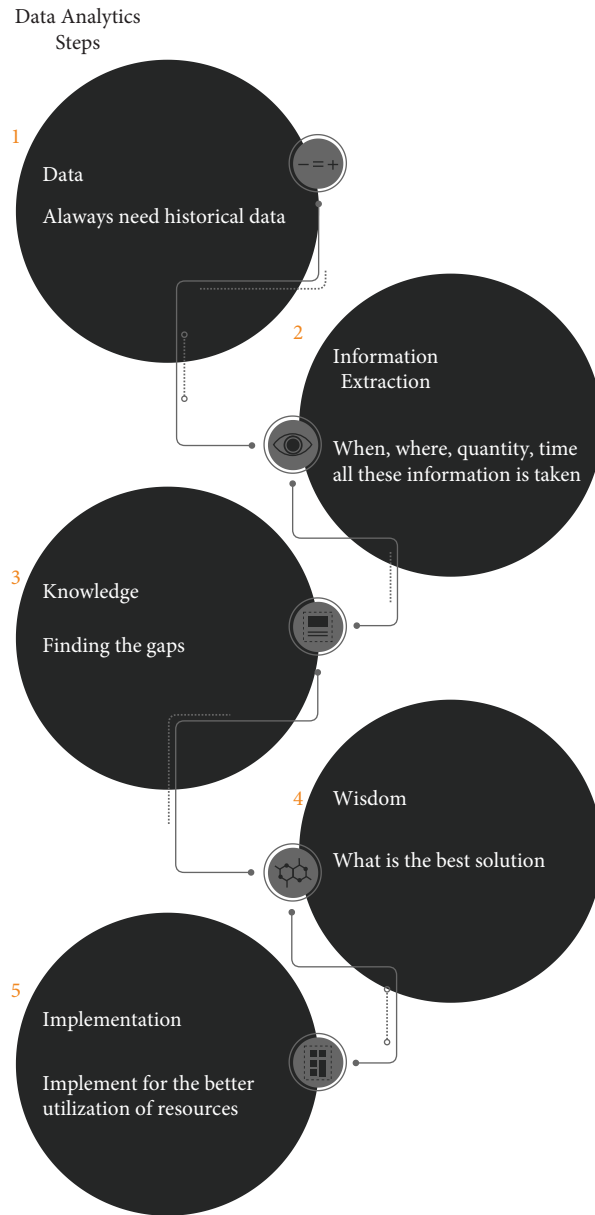 Data Analytics
Steps
1
Data
Alaways need historical data
2
Information
Extraction
When, where, quantity, time
all these information is taken
3
Knowledge
Finding the gaps
4
Wisdom
What is the best solution
5
Implementation
Implement for the better
utilization of resources